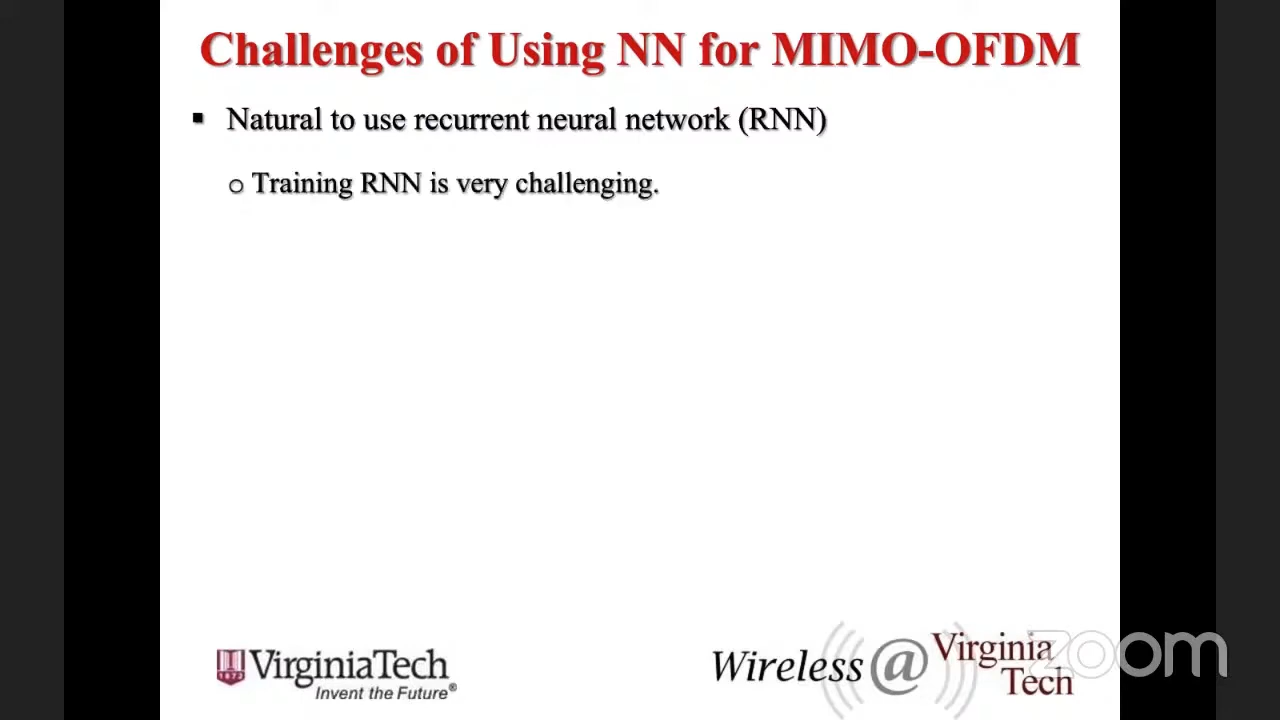 Challenges of Using NN for MIMO-OFDM
▪ Natural to use recurrent neural network (RNN)
o Training RNN is very challenging.
VirginiaTech
Invent the Future®
1872
Wireless @ Virginia Tech
zoom